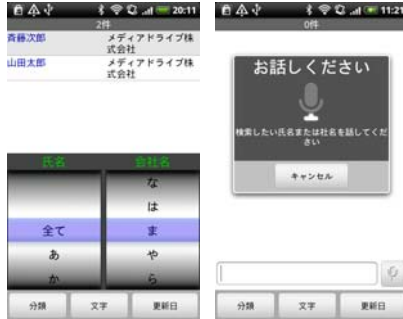 20:11
2件
斉藤次郎
メディアドライブ株
式会社
山田太郎
メディアドライブ株
式会社
氏名
会社名
な
は
全て
ま
あ
や
か
ら
分類
文字
更新日
11:21
0件
お話しください
検索したい氏名または社名を話してくだ
さい
キャンセル
分類
文字
更新日